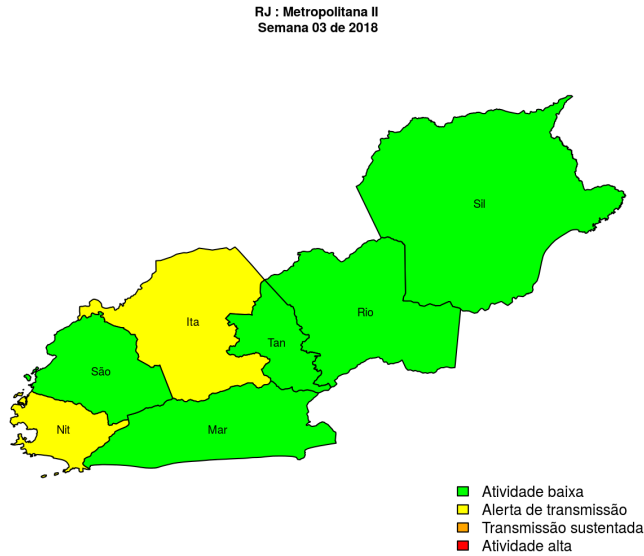 RJ : Metropolitana II
Semana 03 de 2018
Sil
Rio
Ita
Tan
São
Nit
Mar
Atividade baixa
Alerta de transmissão
Transmissão sustentada
Atividade alta